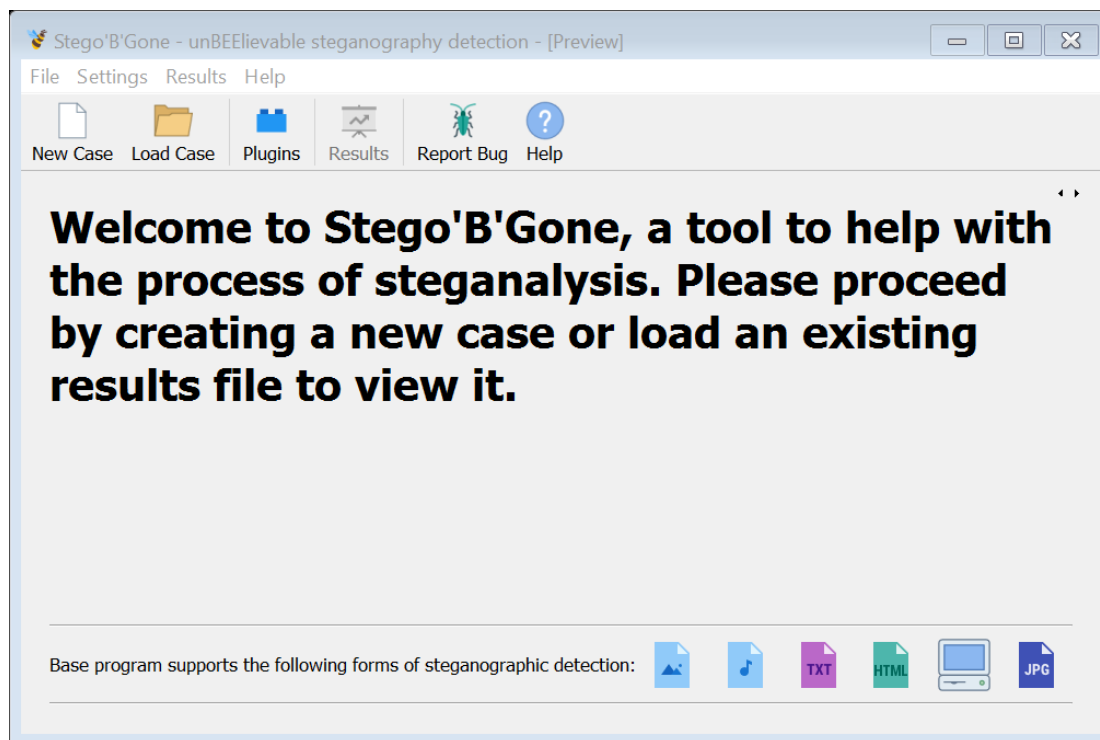 Stego'B'Gone - unBEElievable steganography detection - [Preview]
File Settings Results Help
New Case Load Case Plugins Results Report Bug Help
Welcome to Stego'B'Gone, a tool to help with
the process of steganalysis. Please proceed
by creating a new case or load an existing
results file to view it.
Base program supports the following forms of steganographic detection: TXT HTML JPG